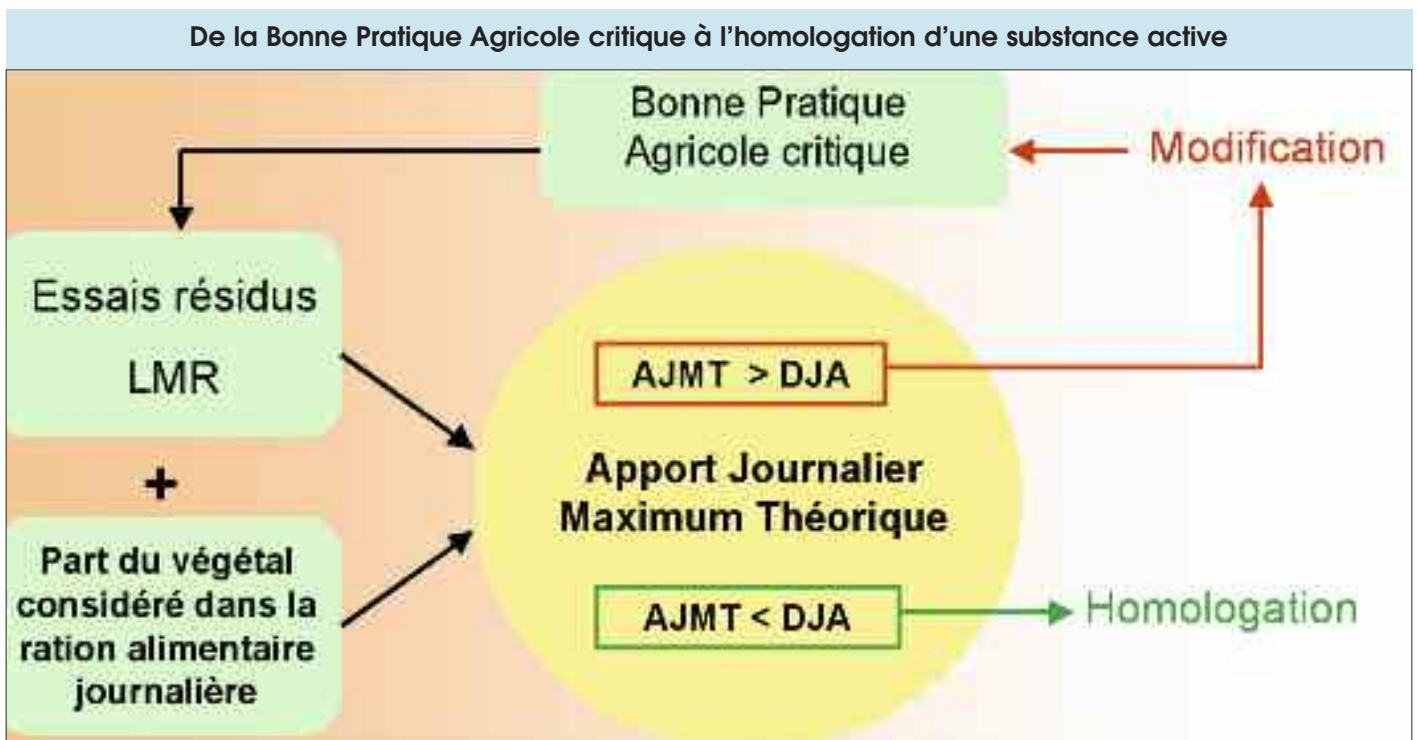 De la Bonne Pratique Agricole critique à l’homologation d’une substance active
Bonne Pratique
Agricole critique
Modification
Essais résidus
LMR
+
Part du végétal
considéré dans la
ration alimentaire
journalière
AJMT > DJA
Apport Journalier
Maximum Théorique
AJMT < DJA
Homologation